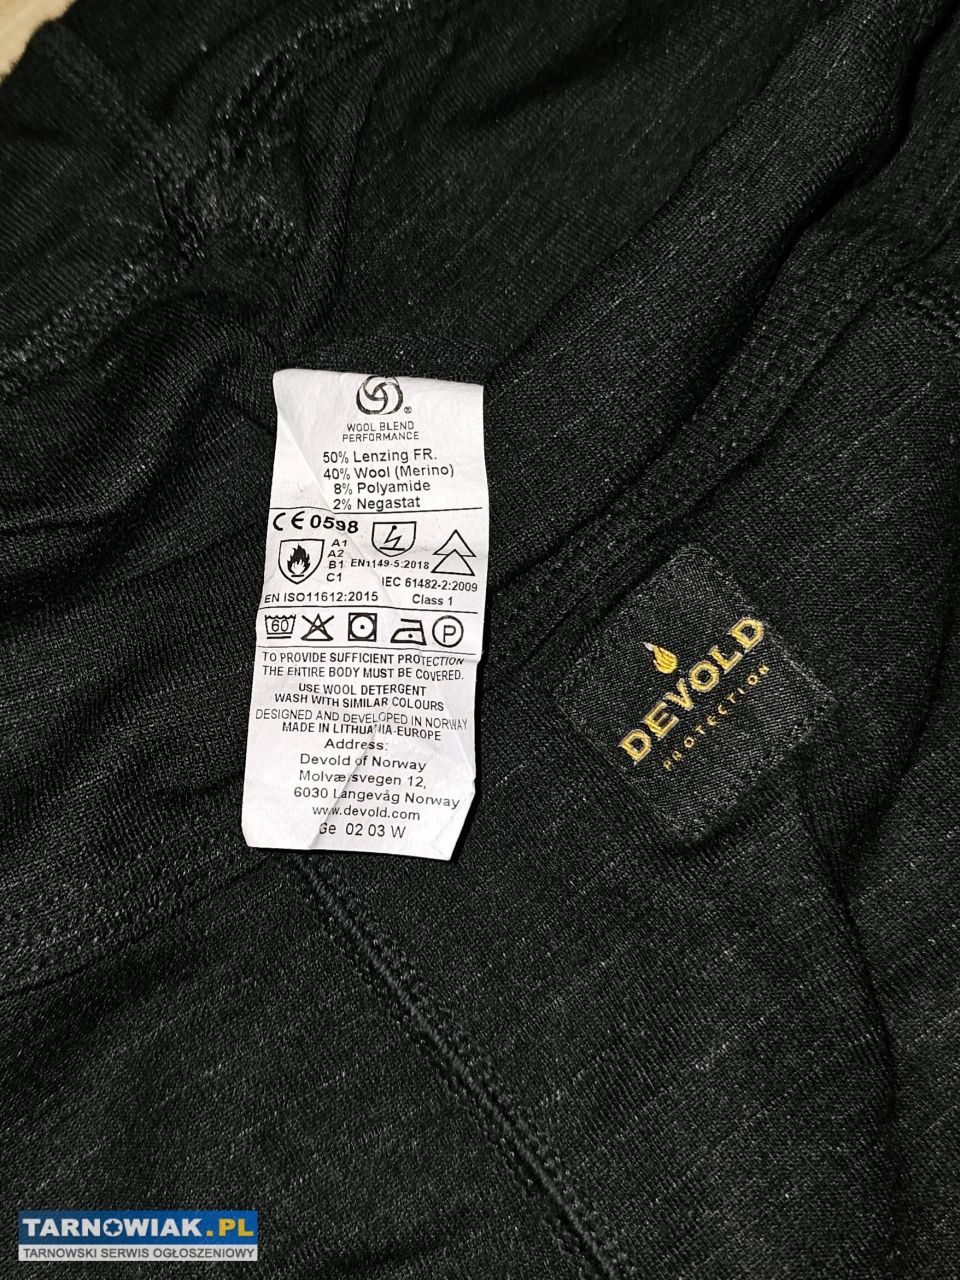 WOOL BLEND
PERFORMANCE
50% Lenzing FR.
40% Wool (Merino)
8% Polyamide
2% Negastat
CE 0598
A1
A2
B1 EN1149-5:2018
C1 IEC 61482-2:2009
EN ISO11612:2015 Class 1
60 P
TO PROVIDE SUFFICIENT PROTECTION
THE ENTIRE BODY MUST BE COVERED.
USE WOOL DETERGENT
WASH WITH SIMILAR COLOURS
DESIGNED AND DEVELOPED IN NORWAY
MADE IN LITHUANIA-EUROPE
Address:
Devold of Norway
Molværsvegen 12,
6030 Langevåg Norway
www.devold.com
Ge 02 03 W
DEVOLD
PROTECTION
TARNOWIAK.PL
TARNOWSKI SERWIS OGŁOSZENIOWY